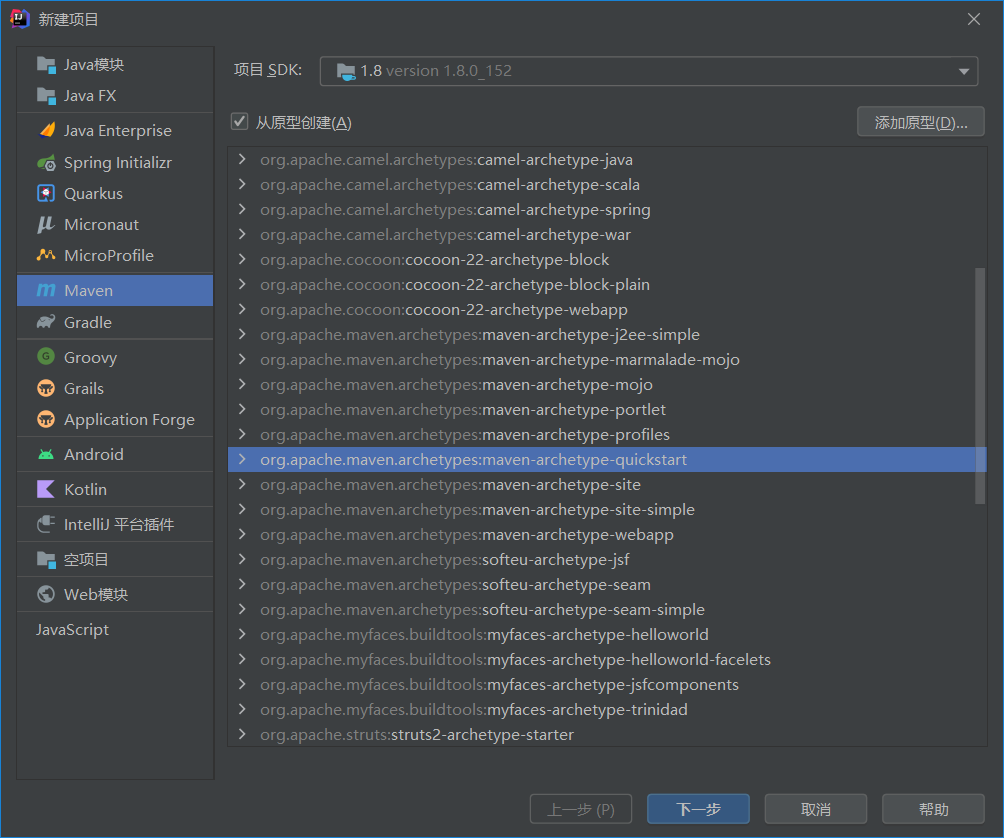 新建项目
Java模块
Java FX
Java Enterprise
Spring Initializr
Quarkus
Micronaut
MicroProfile
Maven
Gradle
Groovy
Grails
Application Forge
Android
Kotlin
IntelliJ 平台插件
空项目
Web模块
JavaScript
项目 SDK: 1.8 version 1.8.0_152
从原型创建(A) 添加原型(D)...
org.apache.camel.archetypes:camel-archetype-java
org.apache.camel.archetypes:camel-archetype-scala
org.apache.camel.archetypes:camel-archetype-spring
org.apache.camel.archetypes:camel-archetype-war
org.apache.cocoon:cocoon-22-archetype-block
org.apache.cocoon:cocoon-22-archetype-block-plain
org.apache.cocoon:cocoon-22-archetype-webapp
org.apache.maven.archetypes:maven-archetype-j2ee-simple
org.apache.maven.archetypes:maven-archetype-marmalade-mojo
org.apache.maven.archetypes:maven-archetype-mojo
org.apache.maven.archetypes:maven-archetype-portlet
org.apache.maven.archetypes:maven-archetype-profiles
org.apache.maven.archetypes:maven-archetype-quickstart
org.apache.maven.archetypes:maven-archetype-site
org.apache.maven.archetypes:maven-archetype-site-simple
org.apache.maven.archetypes:maven-archetype-webapp
org.apache.maven.archetypes:softeu-archetype-jsf
org.apache.maven.archetypes:softeu-archetype-seam
org.apache.maven.archetypes:softeu-archetype-seam-simple
org.apache.myfaces.buildtools:myfaces-archetype-helloworld
org.apache.myfaces.buildtools:myfaces-archetype-helloworld-facelets
org.apache.myfaces.buildtools:myfaces-archetype-jsfcomponents
org.apache.myfaces.buildtools:myfaces-archetype-trinidad
org.apache.struts:struts2-archetype-starter
上一步 (P) 下一步 取消 帮助